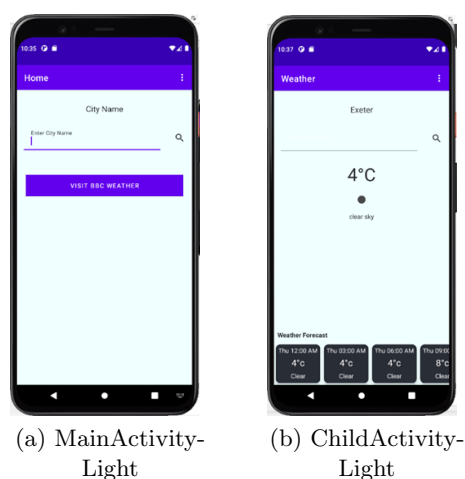 10:35
Home
City Name
Enter City Name
VISIT BBC WEATHER
(a) MainActivity-
Light
10:37
Weather
Exeter
4°C
clear sky
Weather Forecast
Thu 12:00 AM Thu 03:00 AM Thu 06:00 AM Thu 09:00
4°c 4°c 4°c 8°c
Clear Clear Clear Clear
(b) ChildActivity-
Light